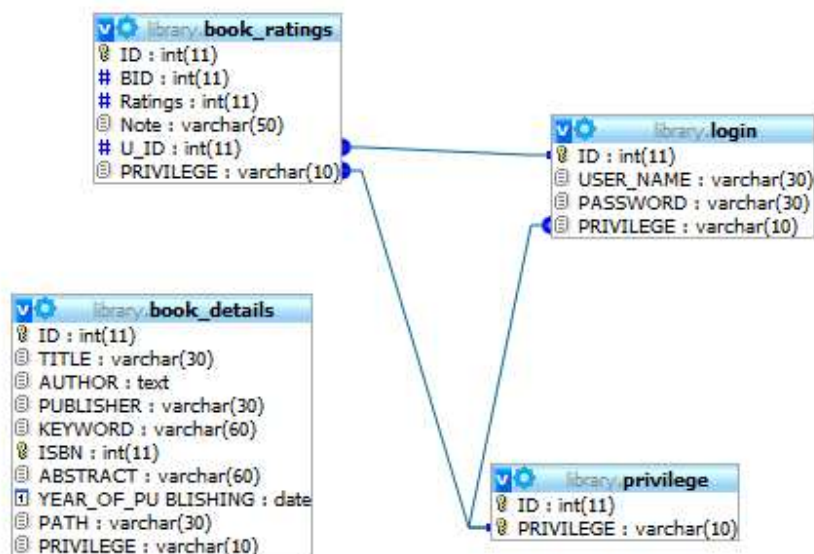 library.book_ratings
ID : int(11)
# BID : int(11)
# Ratings : int(11)
Note : varchar(50)
# U_ID : int(11)
PRIVILEGE : varchar(10)
library.login
ID : int(11)
USER_NAME : varchar(30)
PASSWORD : varchar(30)
PRIVILEGE : varchar(10)
library.book_details
ID : int(11)
TITLE : varchar(30)
AUTHOR : text
PUBLISHER : varchar(30)
KEYWORD : varchar(60)
ISBN : int(11)
ABSTRACT : varchar(60)
YEAR_OF_PU BLISHING : date
PATH : varchar(30)
PRIVILEGE : varchar(10)
library.privilege
ID : int(11)
PRIVILEGE : varchar(10)